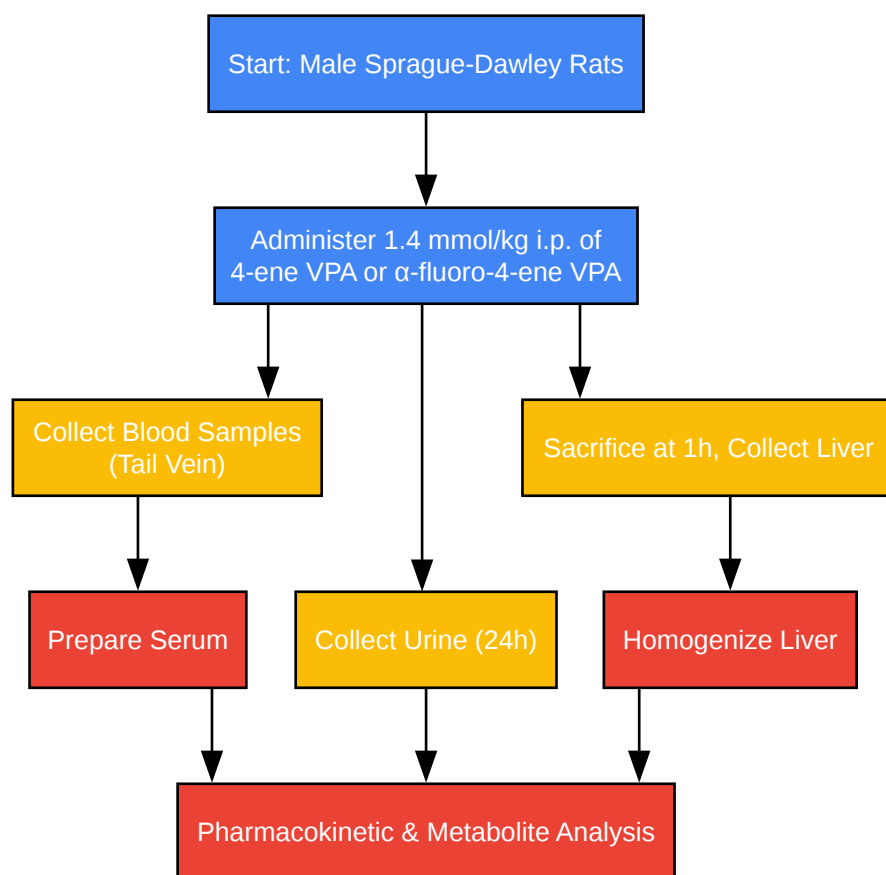 Start: Male Sprague-Dawley Rats
Administer 1.4 mmol/kg i.p. of
4-ene VPA or α-fluoro-4-ene VPA
Collect Blood Samples
(Tail Vein)
Sacrifice at 1h, Collect Liver
Prepare Serum
Collect Urine (24h)
Homogenize Liver
Pharmacokinetic & Metabolite Analysis